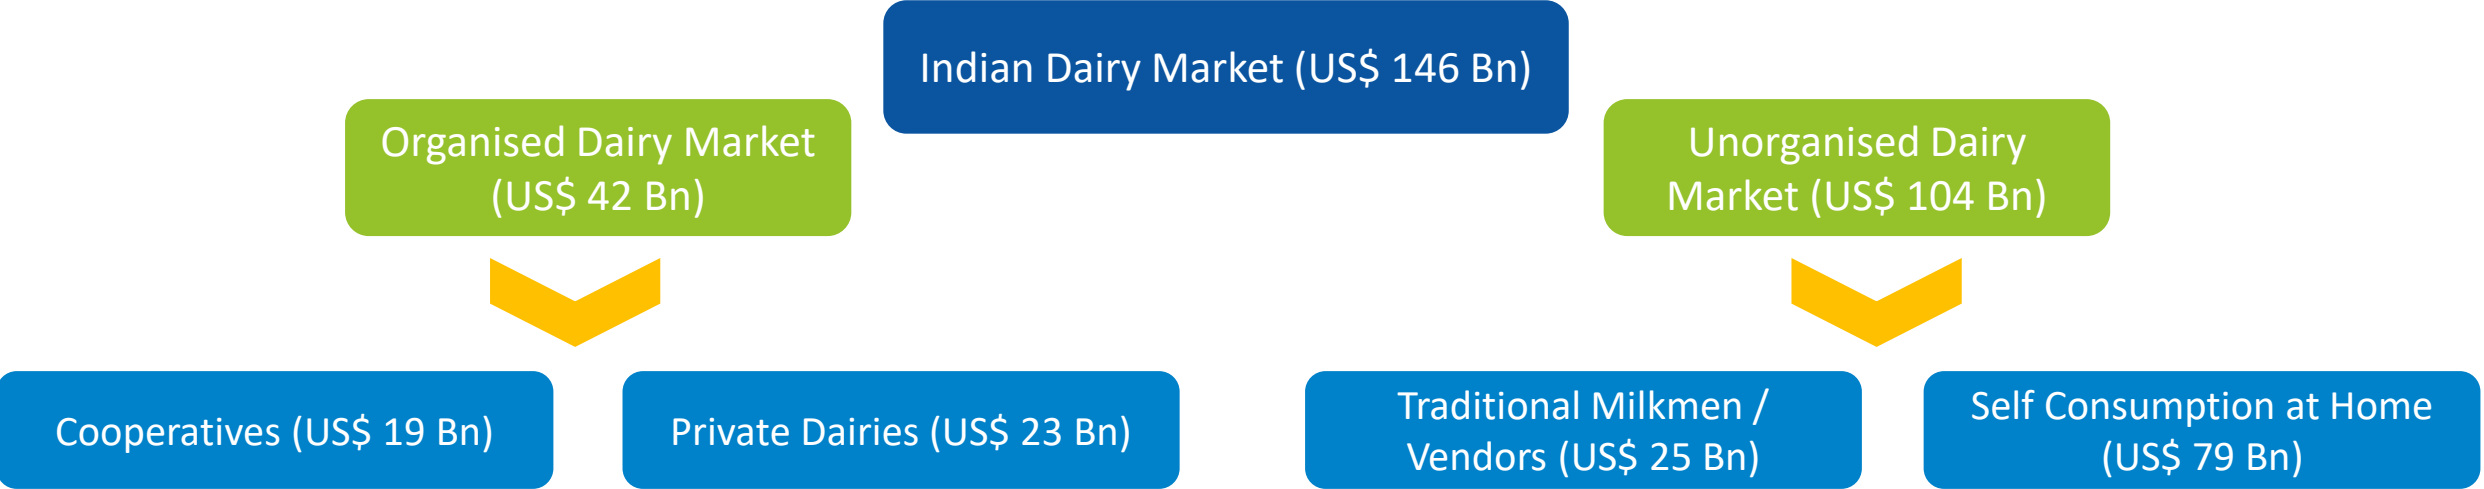 Indian Dairy Market (US$ 146 Bn)
Organised Dairy Market
(US$ 42 Bn)
Unorganised Dairy
Market (US$ 104 Bn)
Cooperatives (US$ 19 Bn)
Private Dairies (US$ 23 Bn)
Traditional Milkmen /
Vendors (US$ 25 Bn)
Self Consumption at Home
(US$ 79 Bn)